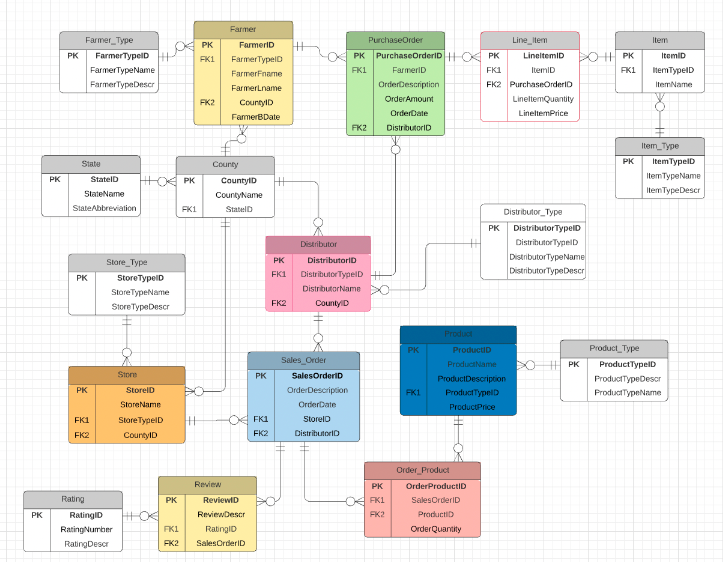 Farmer_Type
PK FarmerTypeID
FarmerTypeName
FarmerTypeDescr
Farmer
PK FarmerID
FK1 FarmerTypeID
FarmerFname
FarmerLname
FK2 CountyID
FarmerBDate
PurchaseOrder
PK PurchaseOrderID
FK1 FarmerID
OrderDescription
OrderAmount
OrderDate
FK2 DistributorID
Line_Item
PK LineItemID
FK1 ItemID
FK2 PurchaseOrderID
LineItemQuantity
LineItemPrice
Item
PK ItemID
FK1 ItemTypeID
ItemName
Item_Type
PK ItemTypeID
ItemTypeName
ItemTypeDescr
State
PK StateID
StateName
StateAbbreviation
County
PK CountyID
CountyName
FK1 StateID
Distributor
PK DistributorID
FK1 DistributorTypeID
DistributorName
FK2 CountyID
Distributor_Type
PK DistributorTypeID
DistributorTypeID
DistributorTypeName
DistributorTypeDescr
Store_Type
PK StoreTypeID
StoreTypeName
StoreTypeDescr
Store
PK StoreID
StoreName
FK1 StoreTypeID
FK2 CountyID
Sales_Order
PK SalesOrderID
OrderDescription
OrderDate
FK1 StoreID
FK2 DistributorID
Product
PK ProductID
ProductName
ProductDescription
FK1 ProductTypeID
ProductPrice
Product_Type
PK ProductTypeID
ProductTypeDescr
ProductTypeName
Rating
PK RatingID
RatingNumber
RatingDescr
Review
PK ReviewID
ReviewDescr
FK1 RatingID
FK2 SalesOrderID
Order_Product
PK OrderProductID
FK1 SalesOrderID
FK2 ProductID
OrderQuantity